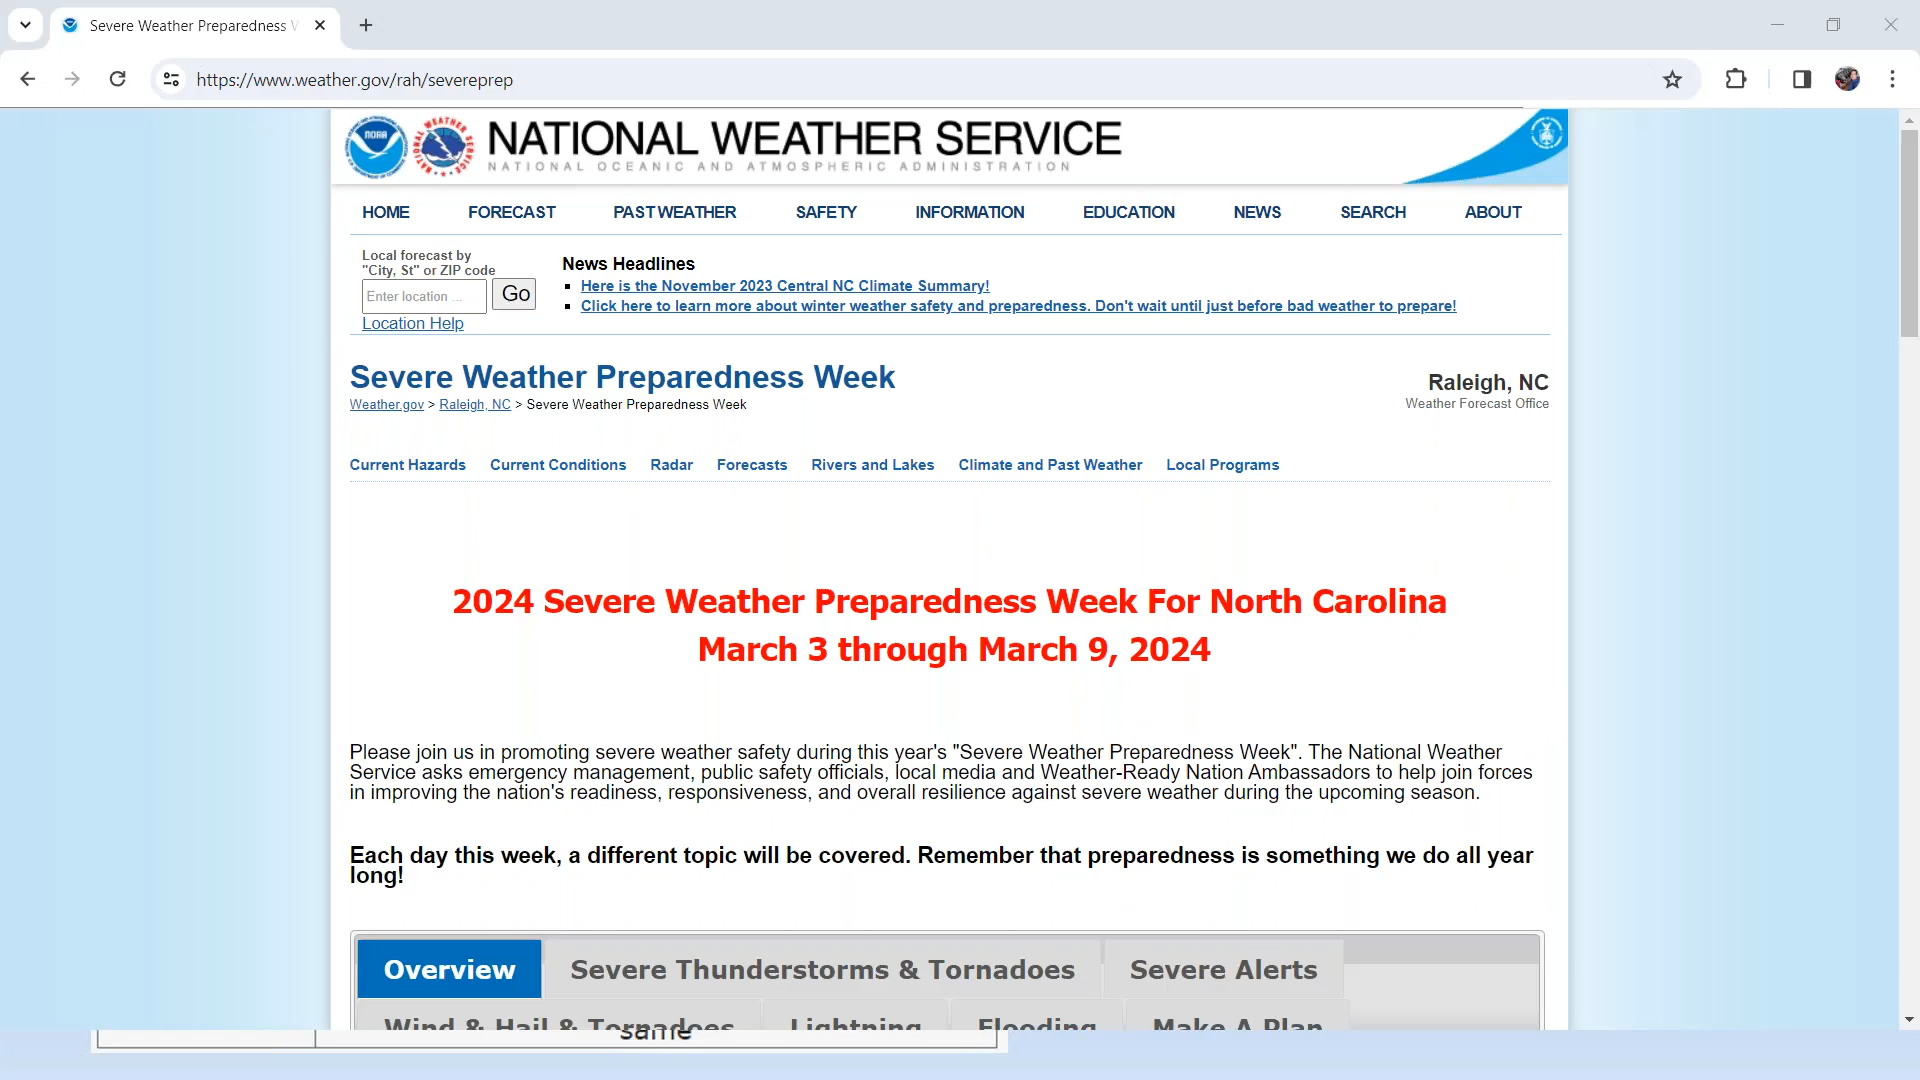 Severe Weather Preparedness W
https://www.weather.gov/rah/severeprep
NOAA
NATIONAL WEATHER SERVICE
NATIONAL OCEANIC AND ATMOSPHERIC ADMINISTRATION
HOME FORECAST PAST WEATHER SAFETY INFORMATION EDUCATION NEWS SEARCH ABOUT
Local forecast by
"City, St" or ZIP code
Enter location ...
Go
Location Help
News Headlines
Here is the November 2023 Central NC Climate Summary!
Click here to learn more about winter weather safety and preparedness. Don't wait until just before bad weather to prepare!
Severe Weather Preparedness Week
Weather.gov > Raleigh, NC > Severe Weather Preparedness Week
Raleigh, NC
Weather Forecast Office
Current Hazards Current Conditions Radar Forecasts Rivers and Lakes Climate and Past Weather Local Programs
2024 Severe Weather Preparedness Week For North Carolina
March 3 through March 9, 2024
Please join us in promoting severe weather safety during this year's "Severe Weather Preparedness Week". The National Weather
Service asks emergency management, public safety officials, local media and Weather-Ready Nation Ambassadors to help join forces
in improving the nation's readiness, responsiveness, and overall resilience against severe weather during the upcoming season.
Each day this week, a different topic will be covered. Remember that preparedness is something we do all year
long!
Overview Severe Thunderstorms & Tornadoes Severe Alerts
Wind & Hail & Tornadoes Lightning Flooding Make A Plan
same